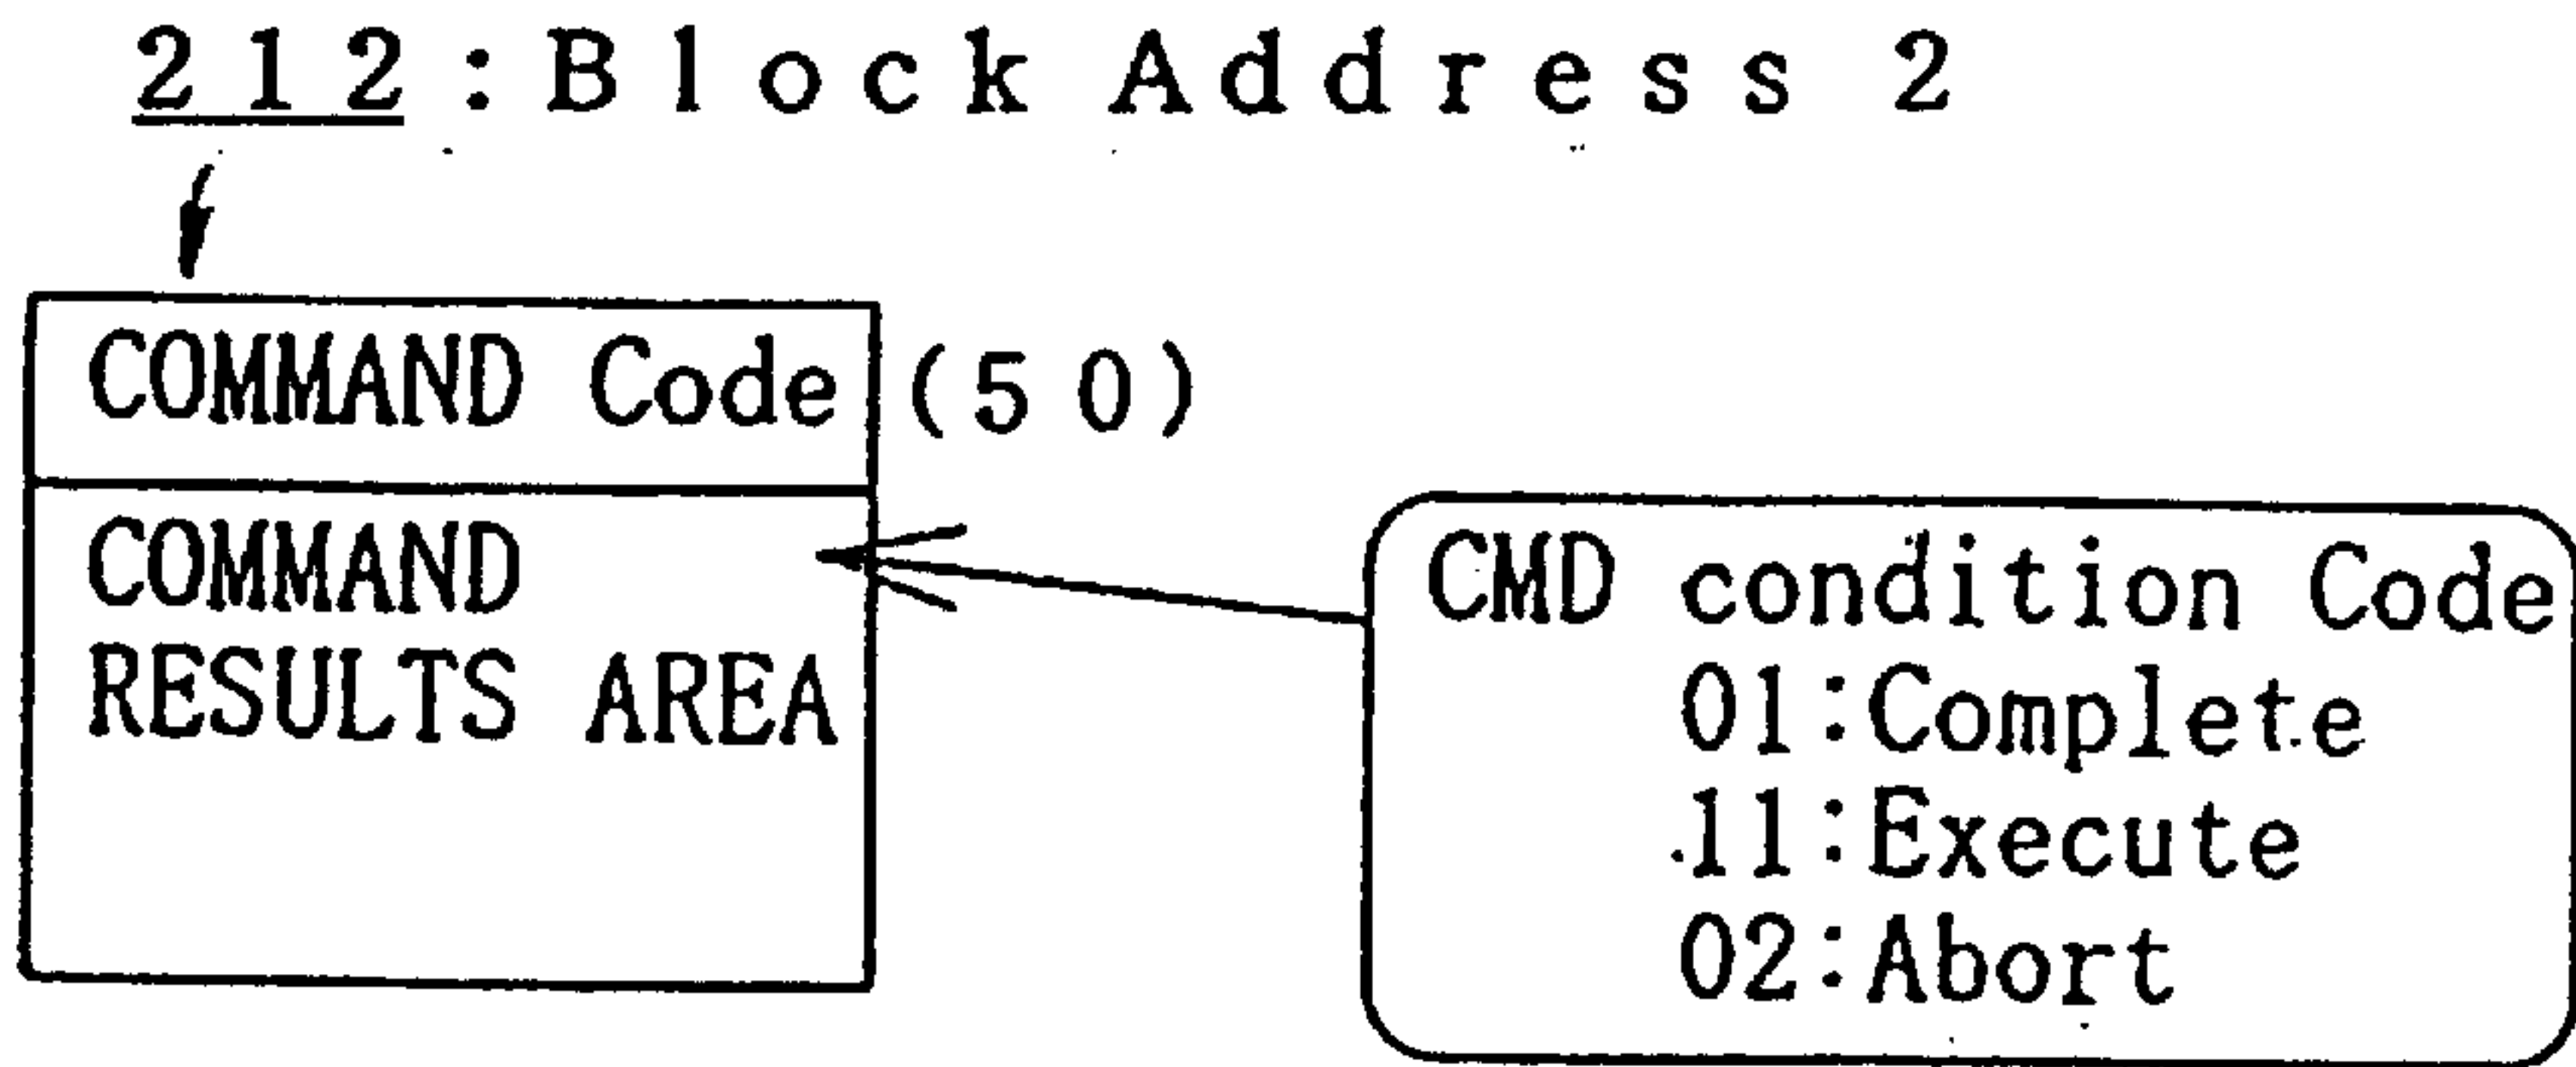 212:Block Address 2
COMMAND Code (50)
COMMAND
RESULTS AREA
CMD condition Code
01:Complete
11:Execute
02:Abort